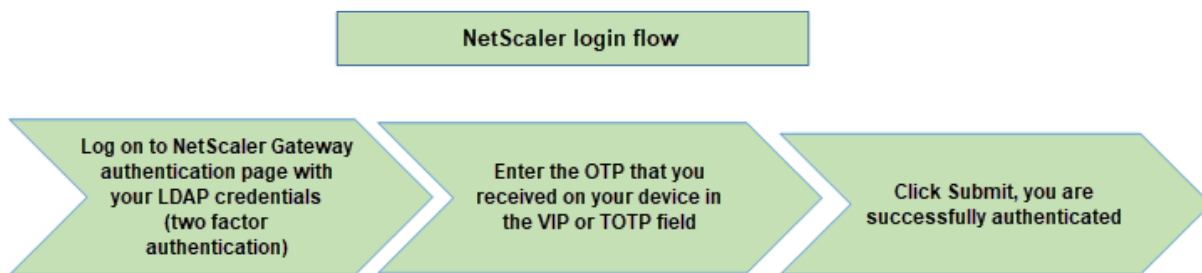 NetScaler login flow
Log on to NetScaler Gateway
authentication page with
your LDAP credentials
(two factor
authentication)
Enter the OTP that you
received on your device in
the VIP or TOTP field
Click Submit, you are
successfully authenticated